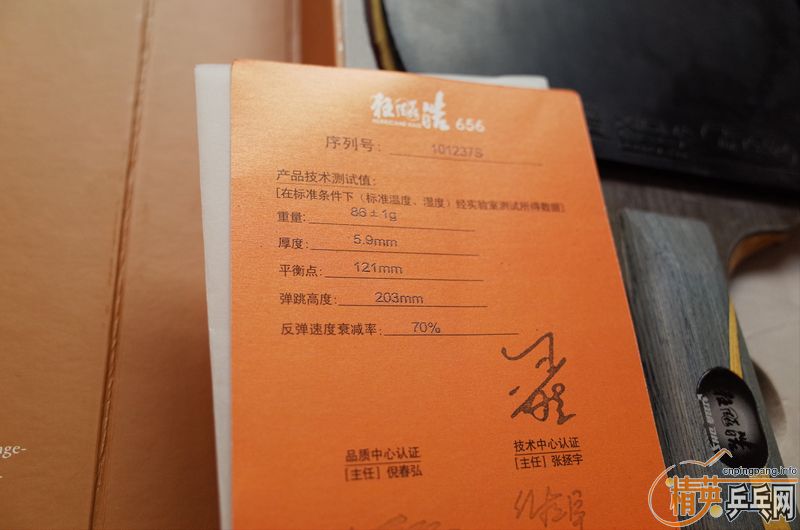 狂飚皓 656
HURRICANE HAO
序列号： 101237S
产品技术测试值：
[在标准条件下（标准温度、湿度）经实验室测试所得数据]
重量: 86±1g
厚度: 5.9mm
平衡点: 121mm
弹跳高度: 203mm
反弹速度衰减率: 70%
品质中心认证
[主任] 倪春弘
技术中心认证
[主任] 张拯宇
cnpingpang.info
精英乒乓网